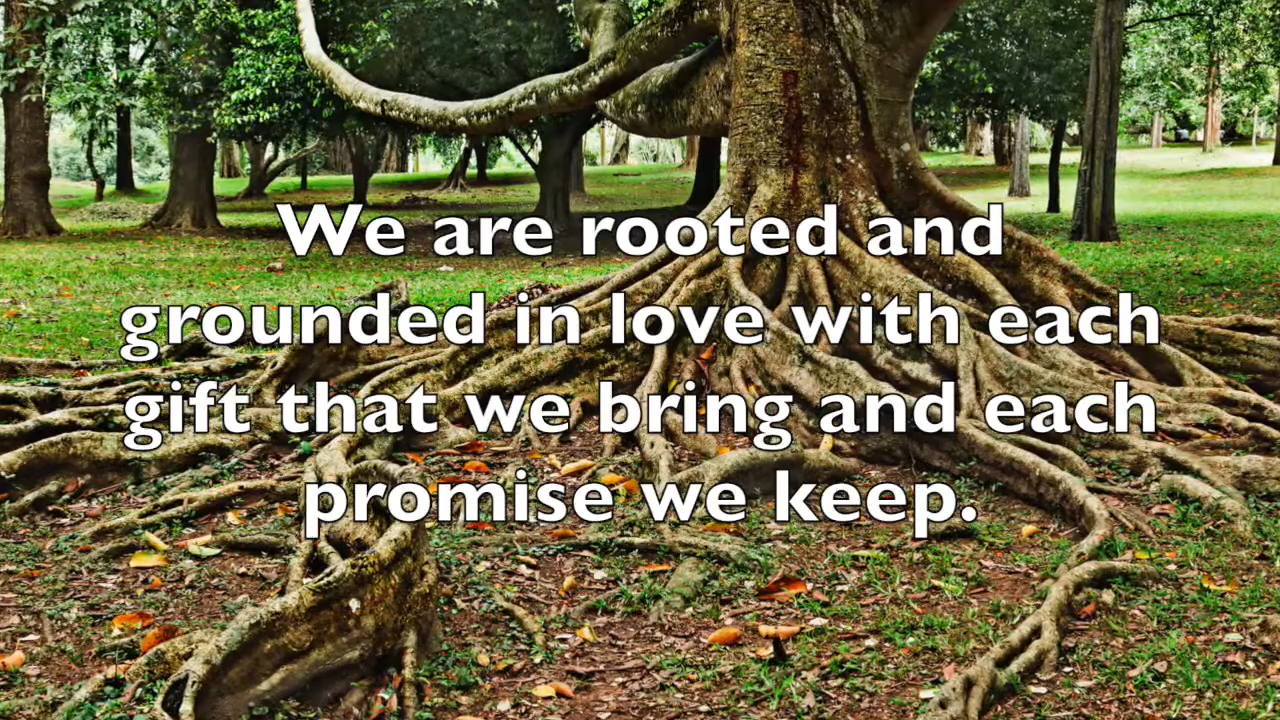 We are rooted and
grounded in love with each
gift that we bring and each
promise we keep.